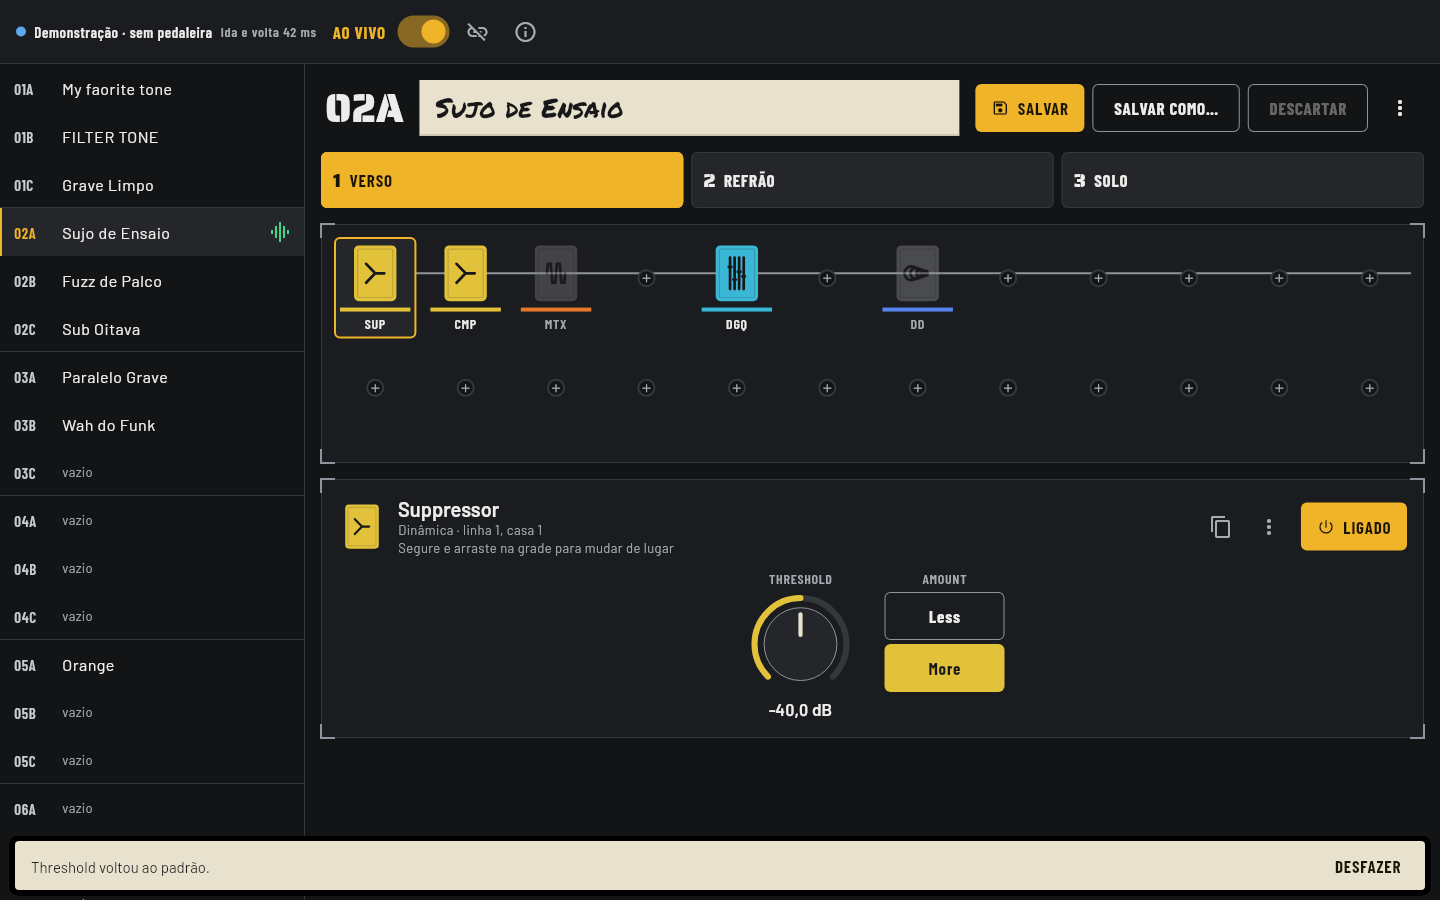 Demonstração · sem pedaleira Ida e volta 42 ms AO VIVO
01A My faorite tone
01B FILTER TONE
01C Grave Limpo
02A Sujo de Ensaio
02B Fuzz de Palco
02C Sub Oitava
03A Paralelo Grave
03B Wah do Funk
03C vazio
04A vazio
04B vazio
04C vazio
05A Orange
05B vazio
05C vazio
06A vazio
02A Sujo de Ensaio SALVAR SALVAR COMO... DESCARTAR
1 VERSO 2 REFRÃO 3 SOLO
SUP CMP MTX DGQ DD
Suppressor
Dinâmica · linha 1, casa 1
Segure e arraste na grade para mudar de lugar
LIGADO
THRESHOLD AMOUNT
Less
More
-40,0 dB
Threshold voltou ao padrão. DESFAZER